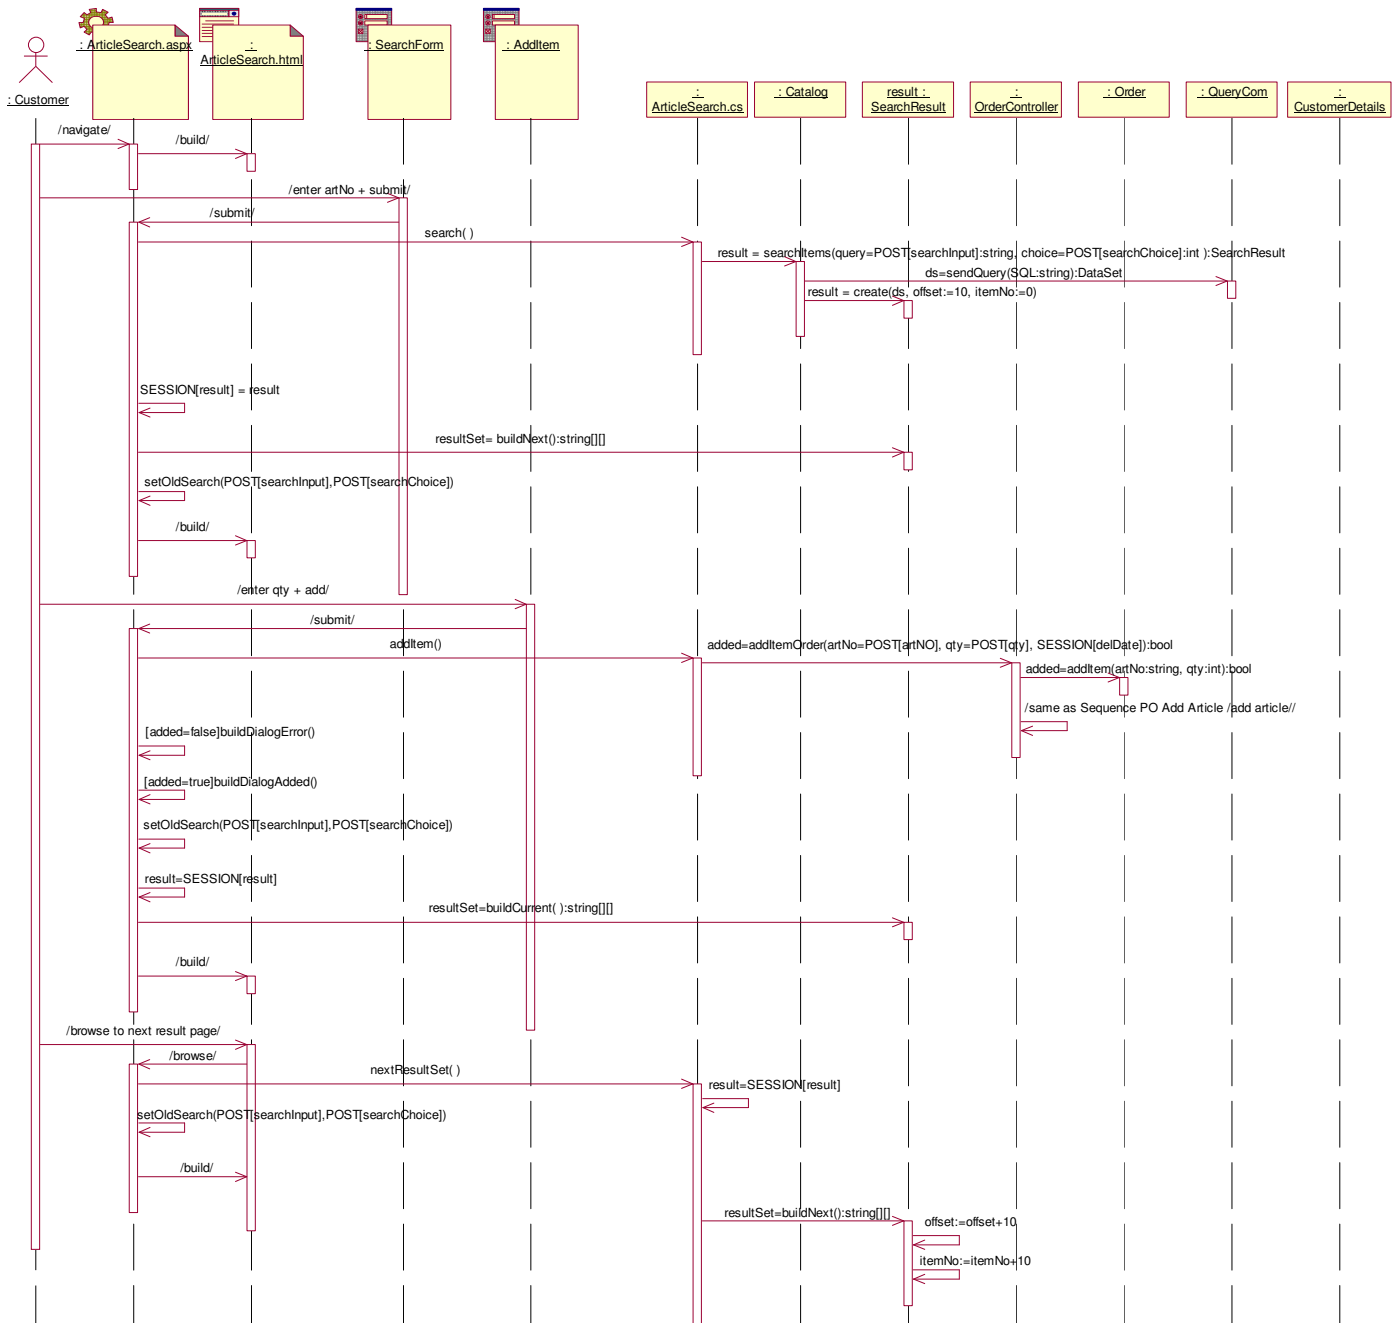 : ArticleSearch.aspx
:
ArticleSearch.html
: SearchForm
: AddItem
: Customer
:
ArticleSearch.cs
: Catalog
result :
SearchResult
:
OrderController
: Order
: QueryCom
:
CustomerDetails
/navigate/
/build/
/enter artNo + submit/
/submit/
search( )
result = searchItems(query=POST[searchInput]:string, choice=POST[searchChoice]:int ):SearchResult
ds=sendQuery(SQL:string):DataSet
result = create(ds, offset:=10, itemNo:=0)
SESSION[result] = result
resultSet= buildNext():string[][]
setOldSearch(POST[searchInput],POST[searchChoice])
/build/
/enter qty + add/
/submit/
addItem()
added=addItemOrder(artNo=POST[artNO], qty=POST[qty], SESSION[delDate]):bool
added=addItem(artNo:string, qty:int):bool
/same as Sequence PO Add Article /add article//
[added=false]buildDialogError()
[added=true]buildDialogAdded()
setOldSearch(POST[searchInput],POST[searchChoice])
result=SESSION[result]
resultSet=buildCurrent( ):string[][]
/build/
/browse to next result page/
/browse/
nextResultSet( )
result=SESSION[result]
setOldSearch(POST[searchInput],POST[searchChoice])
/build/
resultSet=buildNext():string[][]
offset:=offset+10
itemNo:=itemNo+10